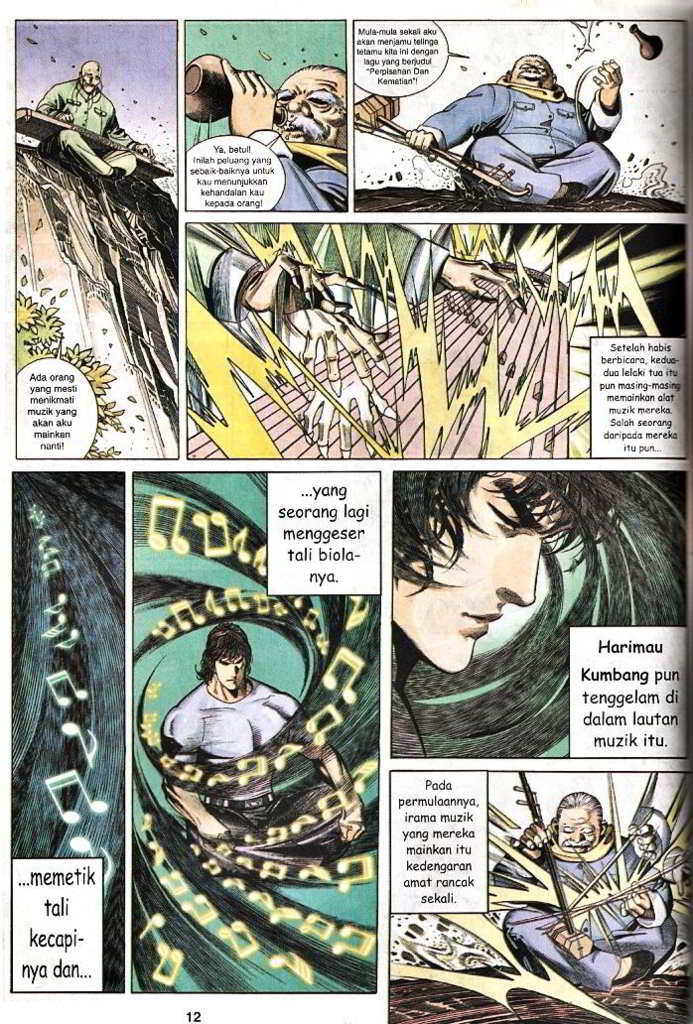 Ada orang
yang mesti
menikmati
muzik yang
akan aku
mainkan
nanti!
Ya, betul!
Inilah peluang yang
sebaik-baiknya untuk
kau menunjukkan
kehandalan kau
kepada orang!
Mula-mula sekali aku
akan menjamu telinga
tetamu kita ini dengan
lagu yang berjudul
"Perpisahan Dan
Kematian"!
Setelah habis
berbicara, kedua-
dua lelaki tua itu
pun masing-masing
memainkan alat
muzik mereka.
Salah seorang
daripada mereka
itu pun...
...memetik
tali
kecapi-
nya dan...
...yang
seorang lagi
menggeser
tali biola-
nya.
Harimau
Kumbang pun
tenggelam di
dalam lautan
muzik itu.
Pada
permulaannya,
irama muzik
yang mereka
mainkan itu
kedengaran
amat rancak
sekali.
12